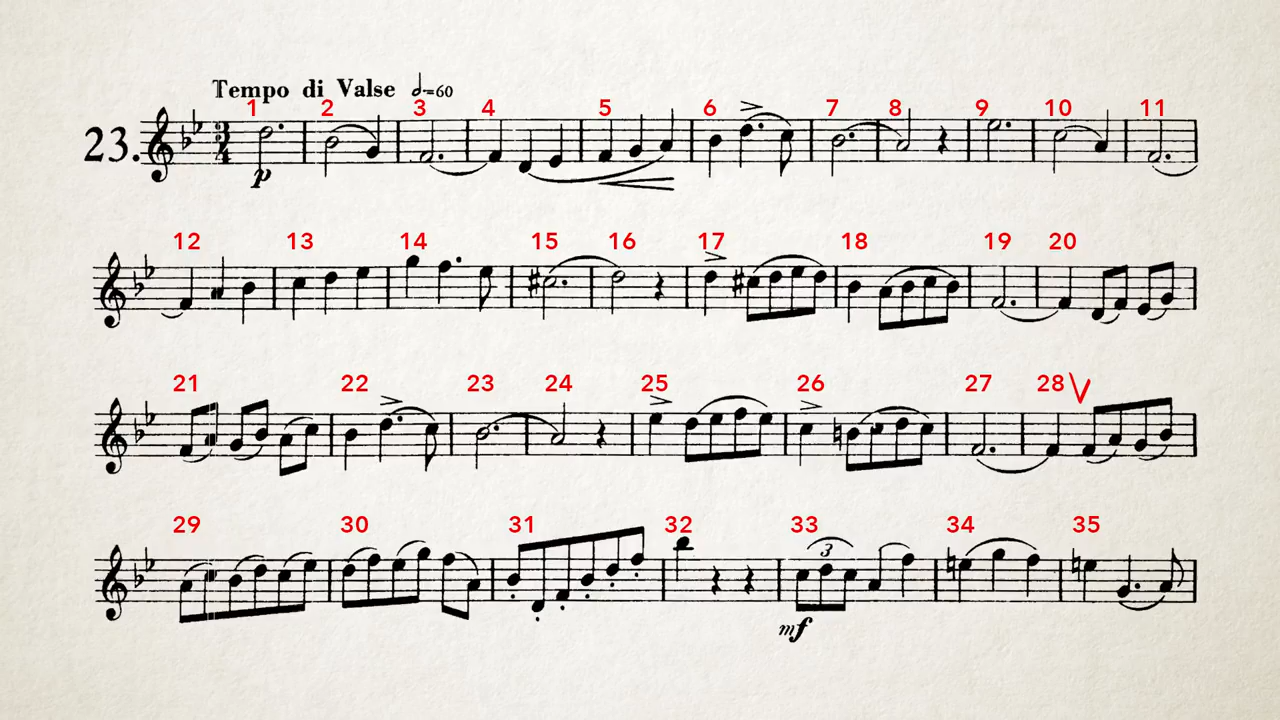 Tempo di Valse 𝅗𝅥.=60
1 2 3 4 5 6 7 8 9 10 11
23. 3/4
p
12 13 14 15 16 17 18 19 20
21 22 23 24 25 26 27 28 V
29 30 31 32 33 34 35
3
mf